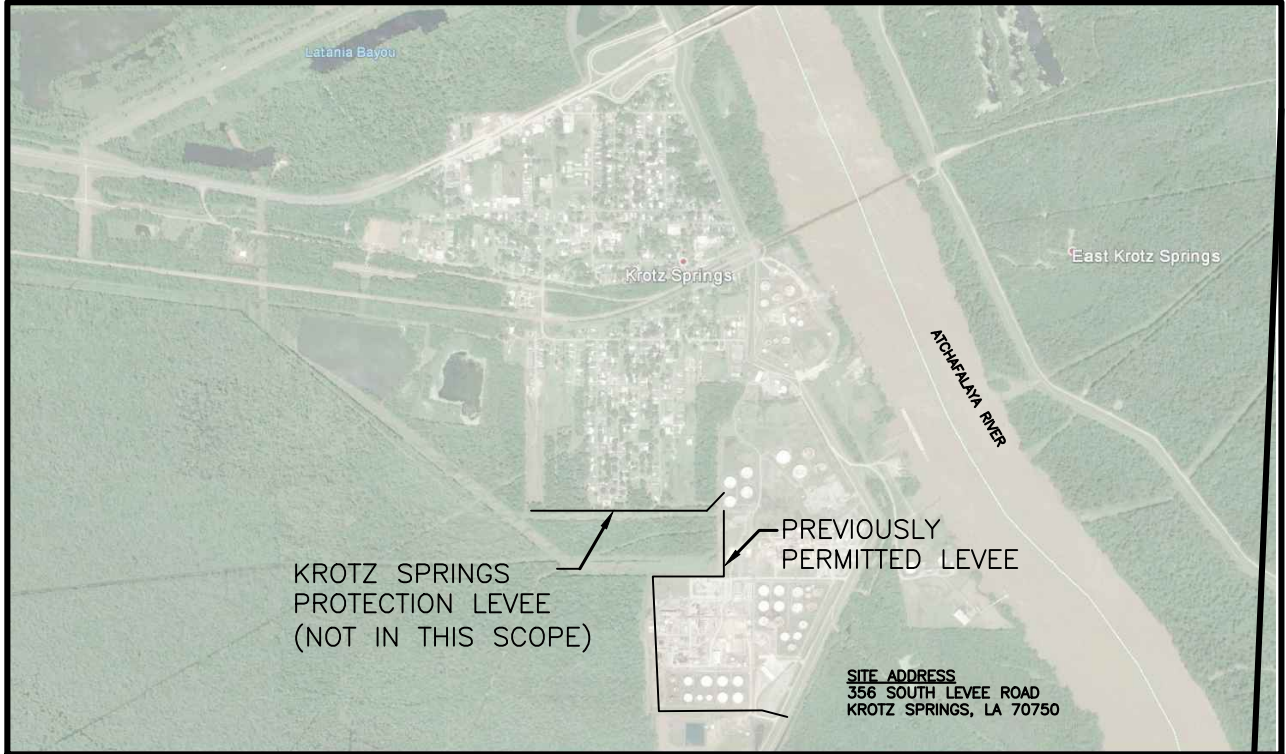 Latania Bayou
Krotz Springs
East Krotz Springs
ATCHAFALAYA RIVER
PREVIOUSLY
PERMITTED LEVEE
KROTZ SPRINGS
PROTECTION LEVEE
(NOT IN THIS SCOPE)
SITE ADDRESS
356 SOUTH LEVEE ROAD
KROTZ SPRINGS, LA 70750